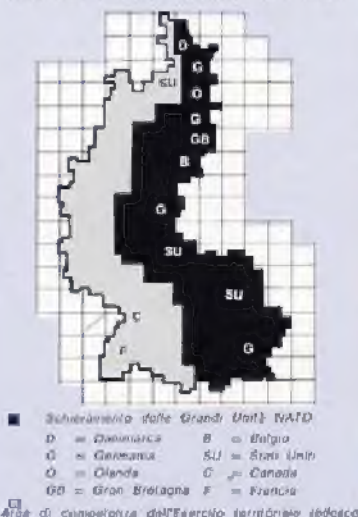 D
G
SU
O
G
GB
B
G
SU
SU
C
F
G
Schieramento delle Grandi Unità NATO
D = Danimarca B = Belgio
G = Germania SU = Stati Uniti
O = Olanda C = Canada
GB = Gran Bretagna F = Francia
Area di competenza dell'Esercito territoriale tedesco